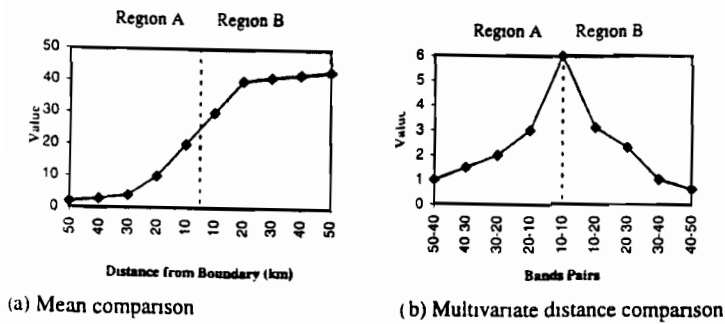 Region A Region B
50
40
30
20
10
0
Value
50 40 30 20 10 10 20 30 40 50
Distance from Boundary (km)
(a) Mean comparison
Region A Region B
6
5
4
3
2
1
0
Value
50-40 40 30 30-20 20-10 10-10 10-20 20 30 30-40 40-50
Bands Pairs
(b) Multivariate distance comparison